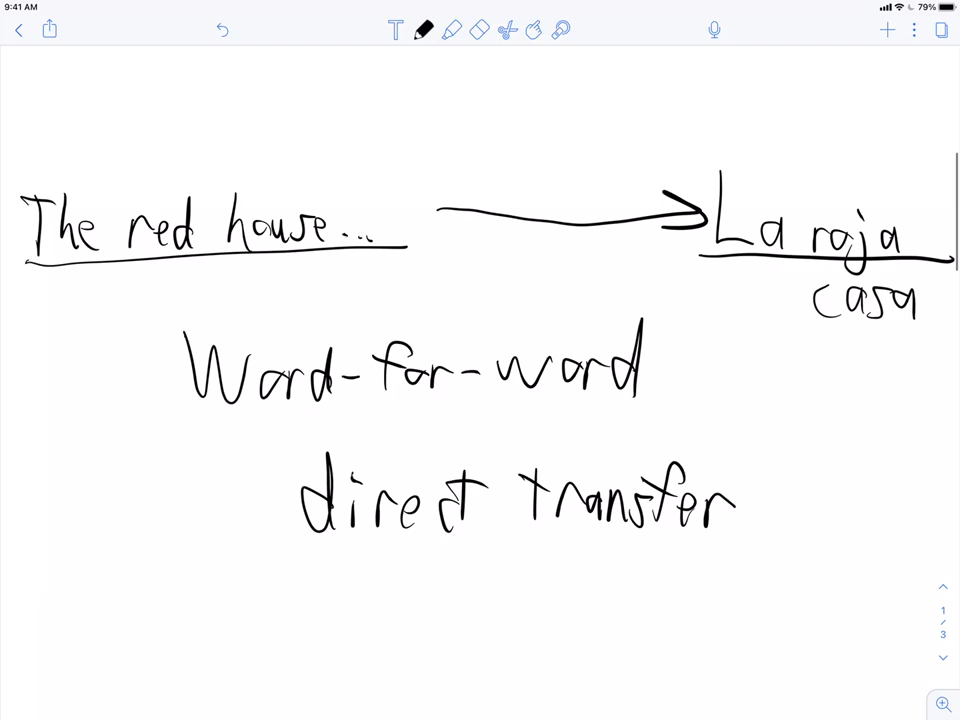 9:41 AM
79%
T
The red house... La roja
casa
Word-for-word
direct transfer
1
/
3